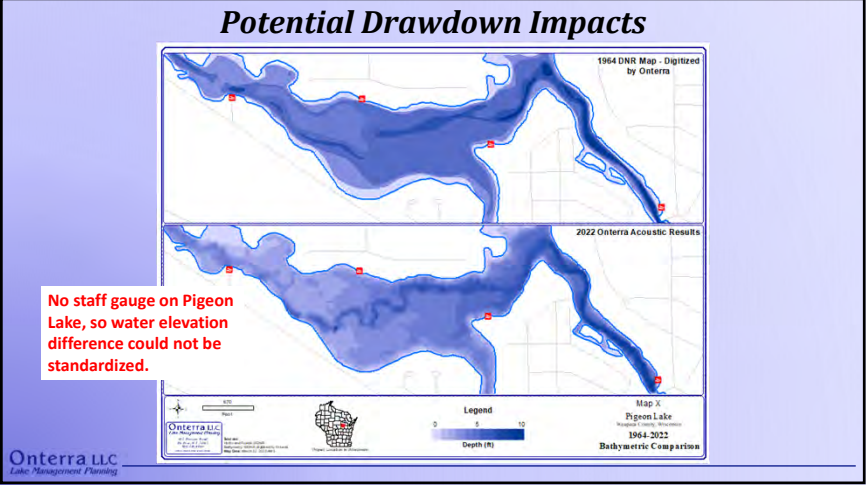 Potential Drawdown Impacts
1964 DNR Map - Digitized
by Onterra
2022 Onterra Acoustic Results
No staff gauge on Pigeon
Lake, so water elevation
difference could not be
standardized.
Feet
Onterra LLC
Lake Management Planning
Legend
0 5 10
Depth (ft)
Map X
Pigeon Lake
Waupaca County, Wisconsin
1964-2022
Bathymetric Comparison
Onterra LLC
Lake Management Planning